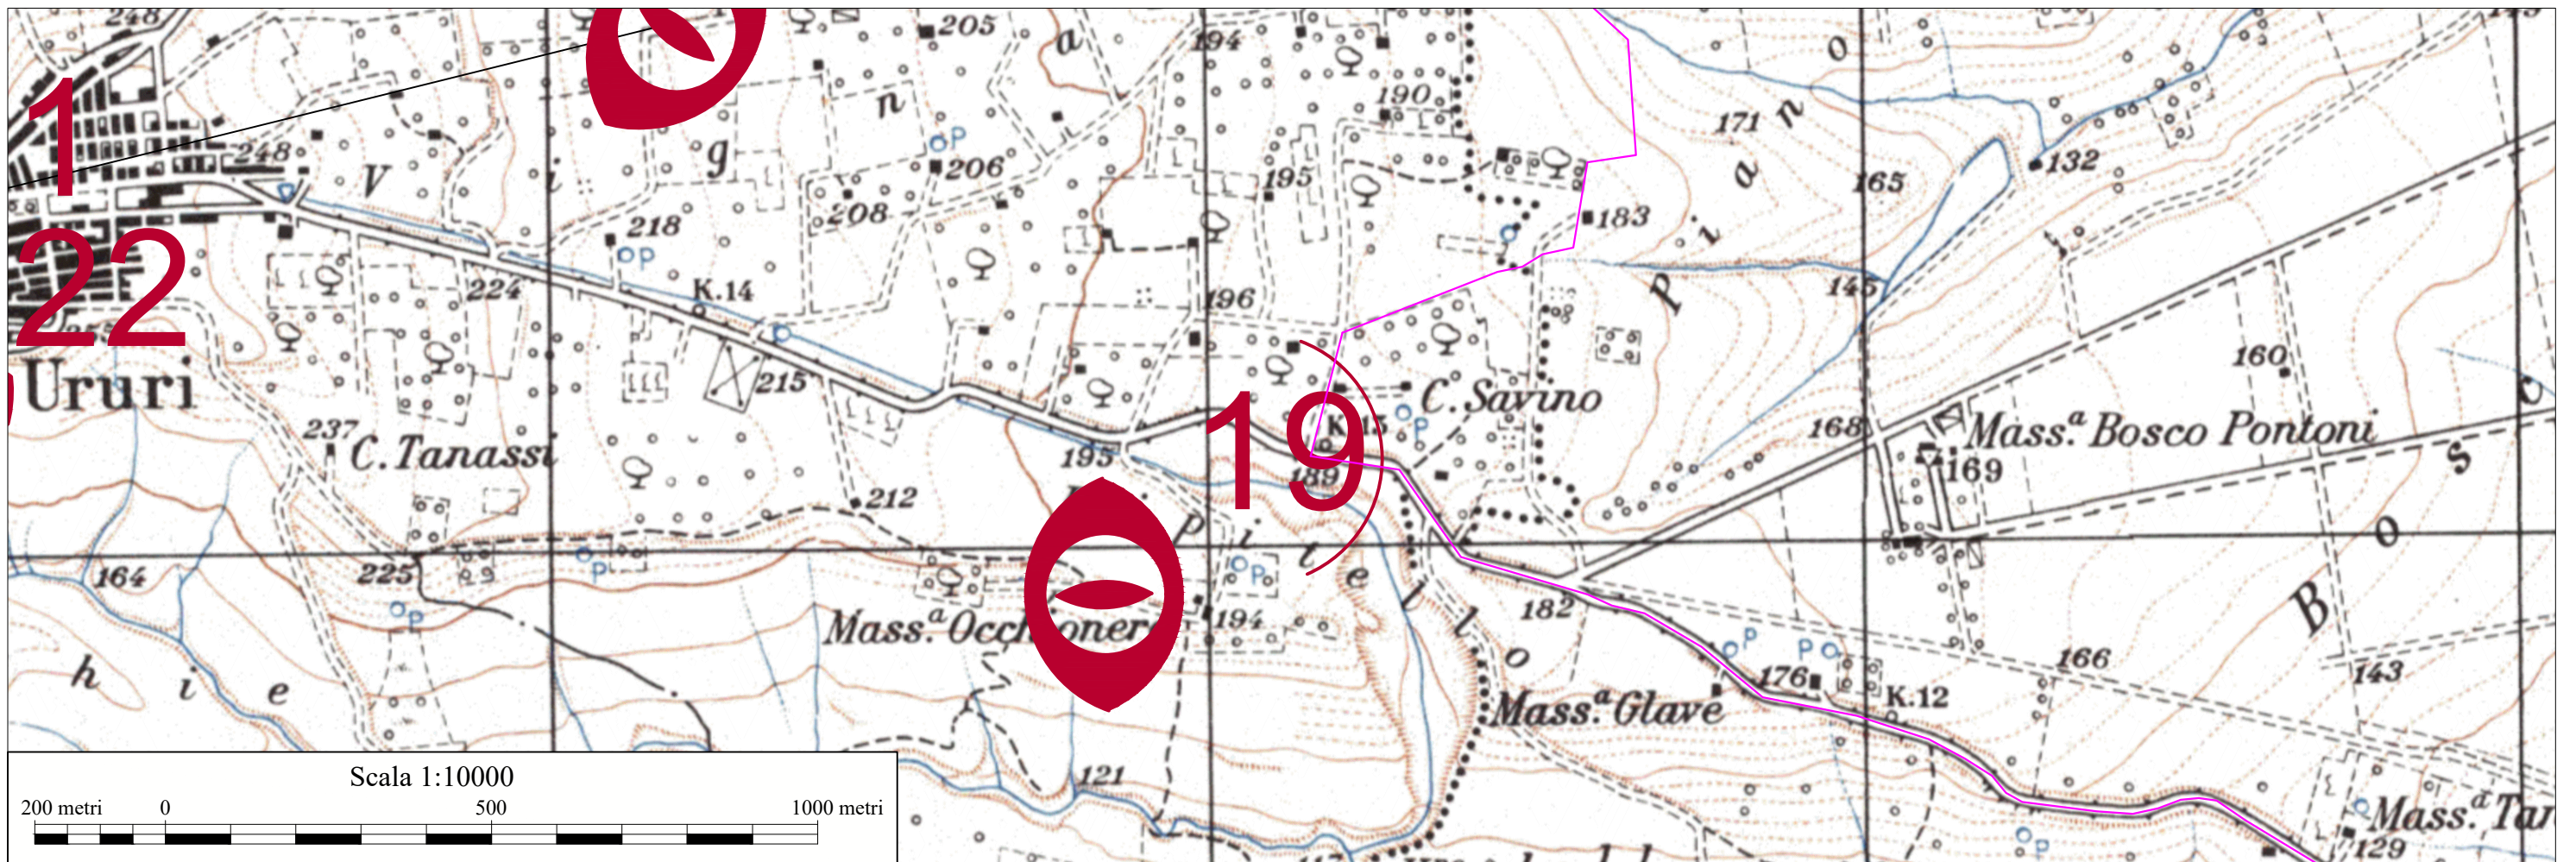 248
205
a
194
o
1
n
190
171
n
248
V
i
g
P
206
195
a
165
132
208
218
P
183
i
22
224
K.14
196
P
145
P
215
160
Ururi
C. Savino
C
237
C. Tanassi
19
K. 15
P
168
Mass.ª Bosco Pontoni
195
189
169
s
212
P
i
t
e
l
l
o
o
164
225
P
P
182
B
P
Mass.ª Occhionero
194
P
P
h
i
e
176
166
143
Mass.ª Glave
K.12
121
Scala 1:10000
200 metri 0 500 1000 metri
Mass.ª Tar
P
129